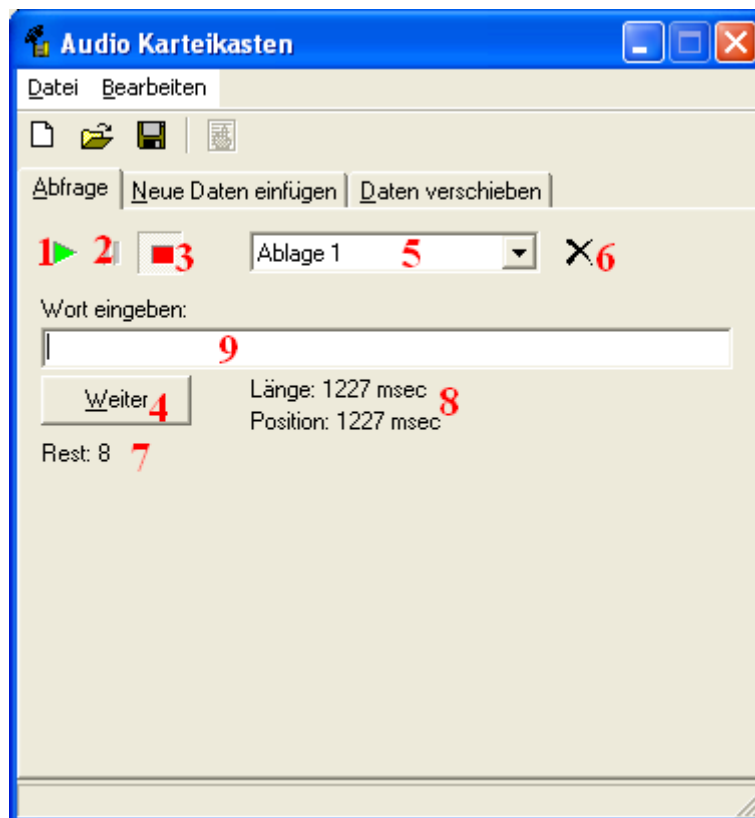 Audio Karteikasten
Datei Bearbeiten
Abfrage Neue Daten einfügen Daten verschieben
1 2 3 Ablage 1 5 6
Wort eingeben:
9
Weiter 4 Länge: 1227 msec 8
Position: 1227 msec
Rest: 8 7